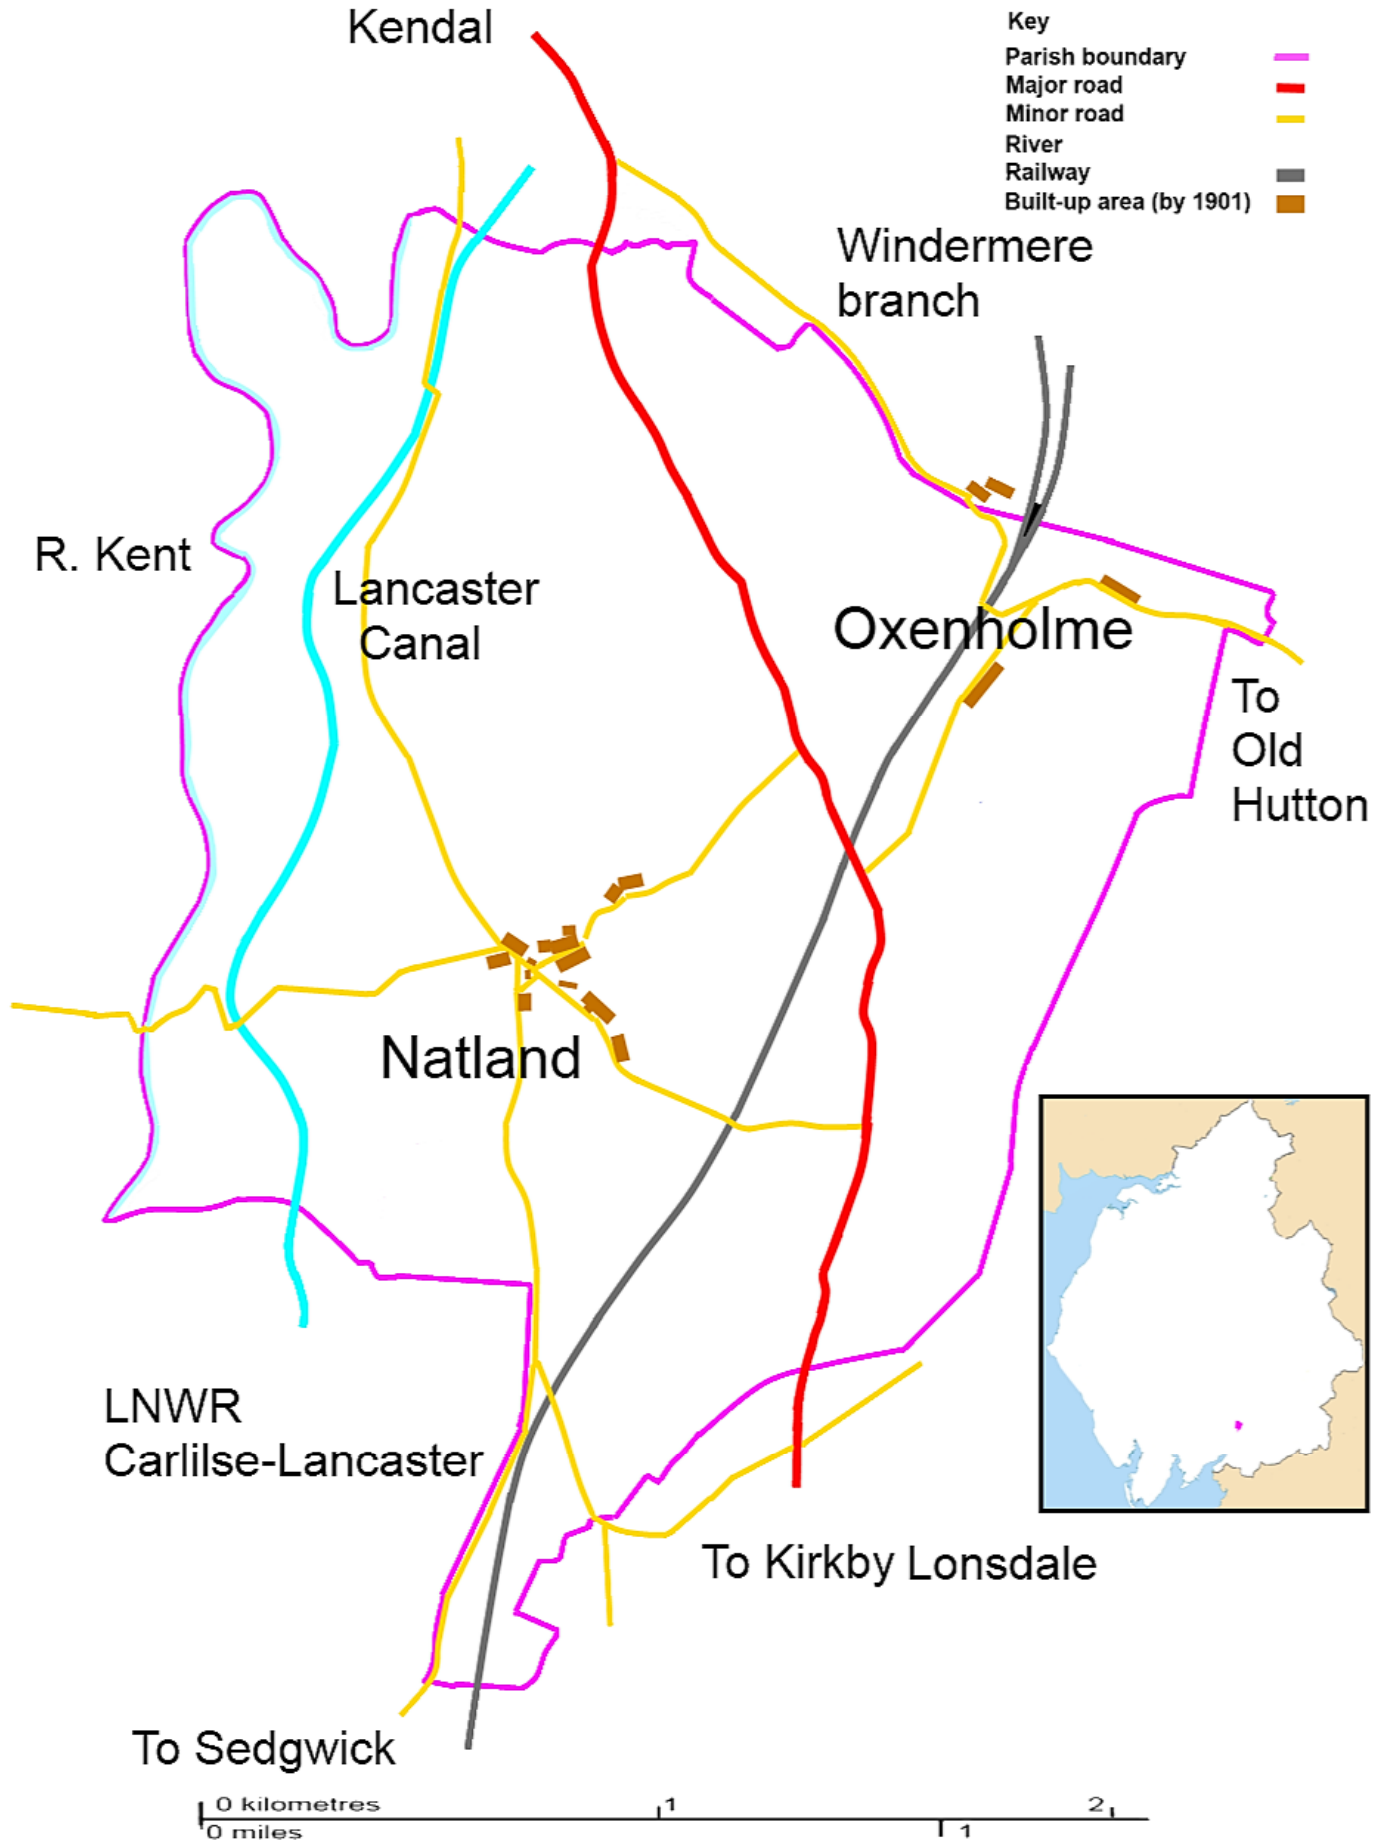 Kendal
Key
Parish boundary
Major road
Minor road
River
Railway
Built-up area (by 1901)
Windermere
branch
R. Kent
Lancaster
Canal
Oxenholme
To
Old
Hutton
Natland
LNWR
Carlilse-Lancaster
To Kirkby Lonsdale
To Sedgwick
0 kilometres 1 2
0 miles 1